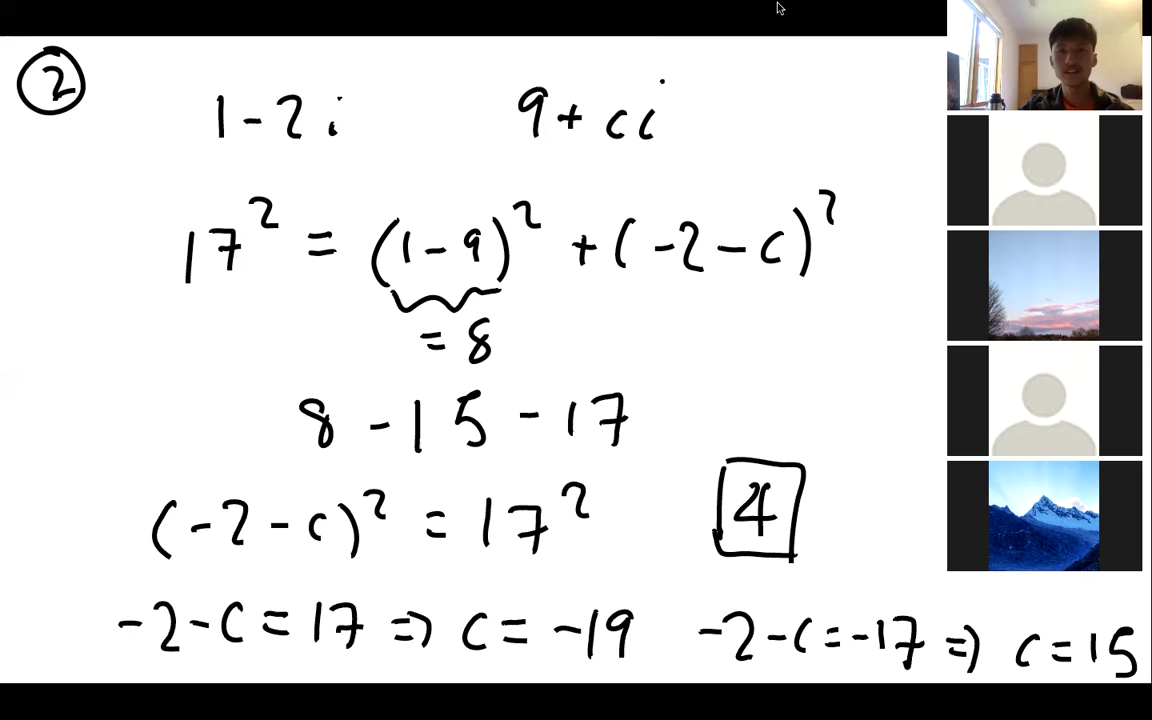 2
1-2i 9+ci
17² = (1-9)² + (-2-c)²
= 8
8-15-17
(-2-c)² = 17²
4
-2-c = 17 => c = -19 -2-c = -17 => c = 15